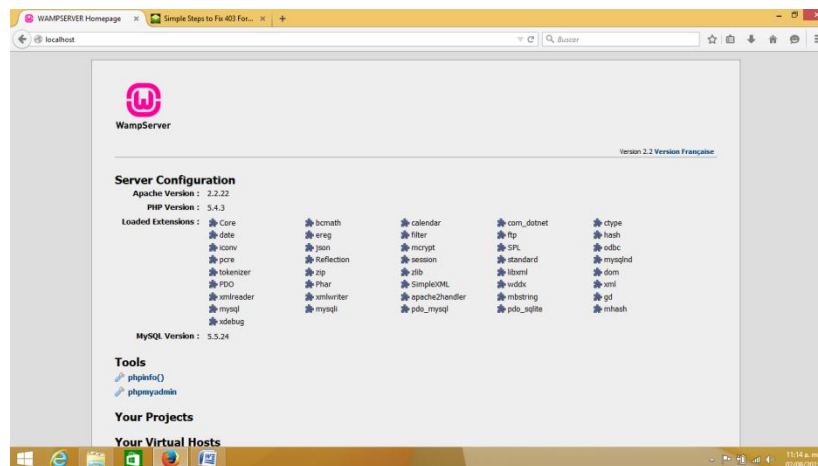 WAMPSERVER Homepage
Simple Steps to Fix 403 For...
localhost
Buscar
WampServer
Version 2.2 Version Française
Server Configuration
Apache Version : 2.2.22
PHP Version : 5.4.3
Loaded Extensions : Core bcmath calendar com_dotnet ctype
date ereg filter ftp hash
iconv json mcrypt SPL odbc
pcre Reflection session standard mysqlnd
tokenizer zip zlib libxml dom
PDO Phar SimpleXML wddx xml
xmlreader xmlwriter apache2handler mbstring gd
mysql mysqli pdo_mysql pdo_sqlite mhash
xdebug
MySQL Version : 5.5.24
Tools
phpinfo()
phpmyadmin
Your Projects
Your Virtual Hosts
11:14 a. m.